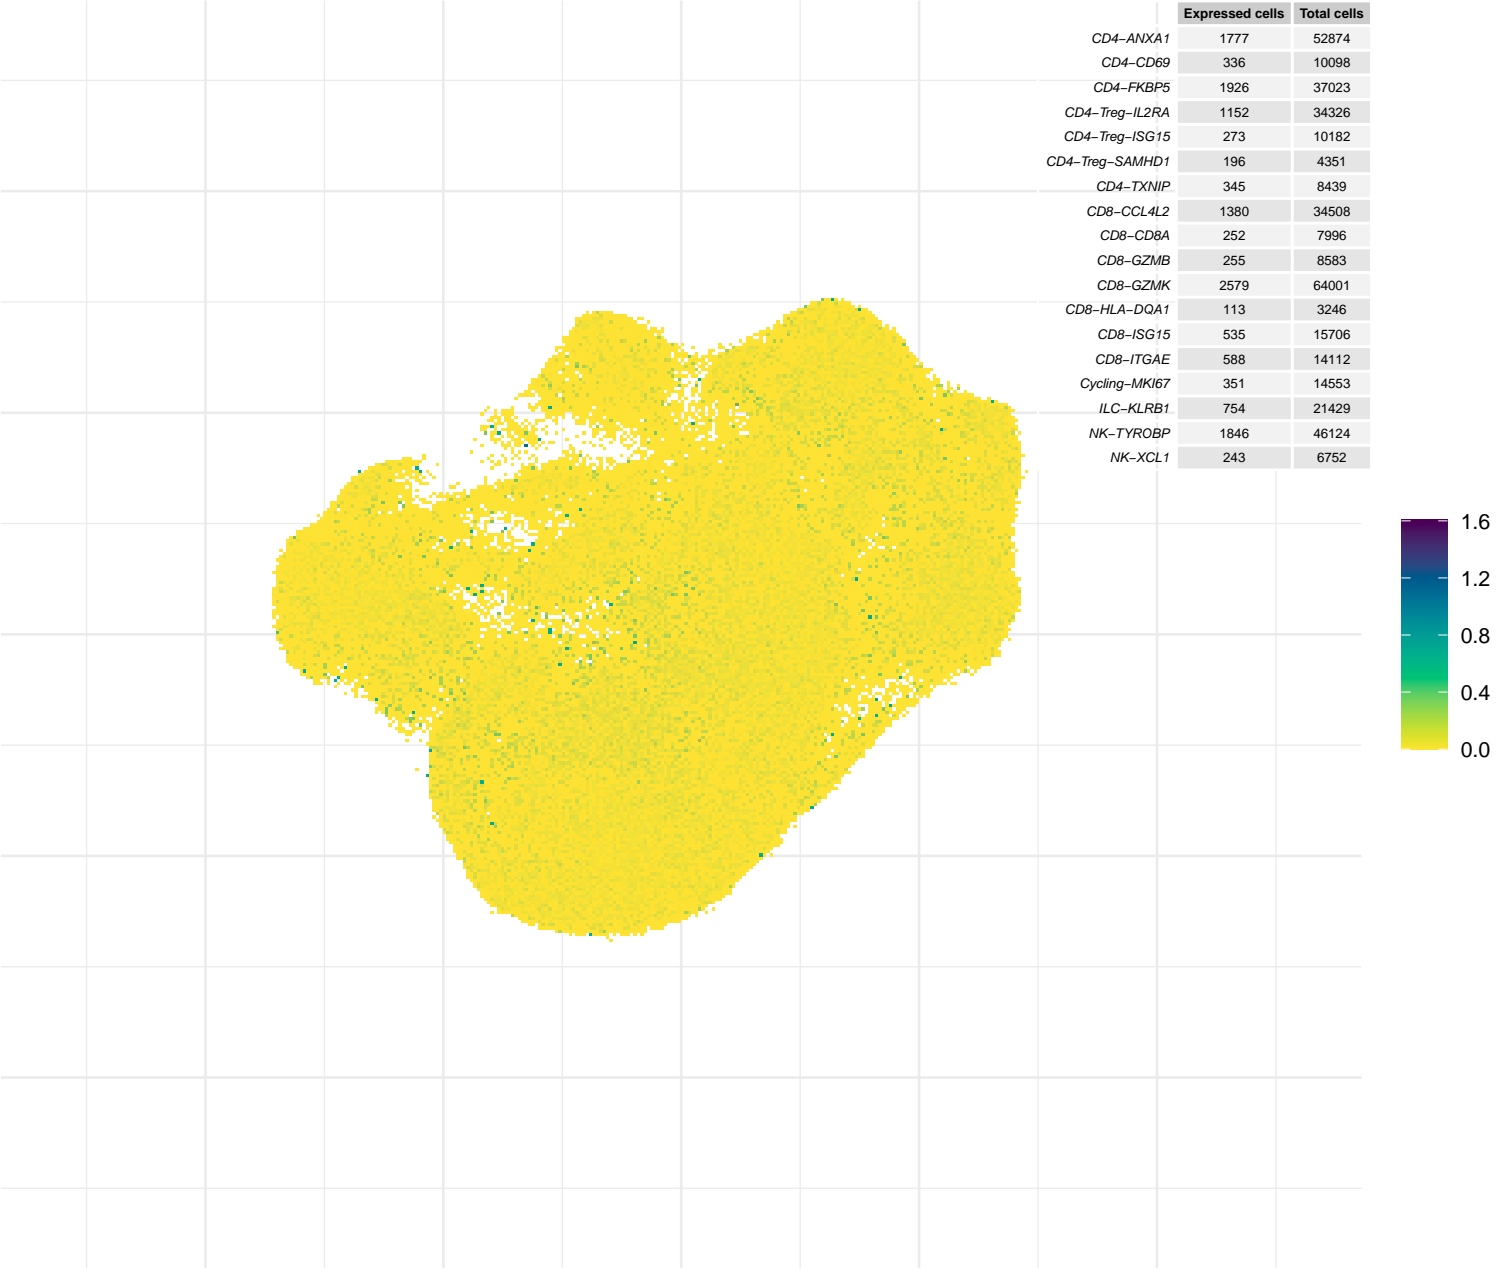 Expressed cells Total cells
CD4−ANXA1 1777 52874
CD4−CD69 336 10098
CD4−FKBP5 1926 37023
CD4−Treg−IL2RA 1152 34326
CD4−Treg−ISG15 273 10182
CD4−Treg−SAMHD1 196 4351
CD4−TXNIP 345 8439
CD8−CCL4L2 1380 34508
CD8−CD8A 252 7996
CD8−GZMB 255 8583
CD8−GZMK 2579 64001
CD8−HLA−DQA1 113 3246
CD8−ISG15 535 15706
CD8−ITGAE 588 14112
Cycling−MKI67 351 14553
ILC−KLRB1 754 21429
NK−TYROBP 1846 46124
NK−XCL1 243 6752
1.6
1.2
0.8
0.4
0.0